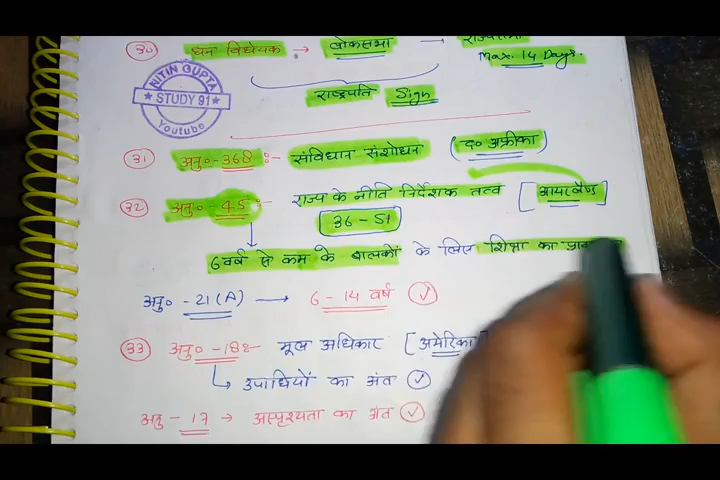 30) धन विधेयक → लोकसभा → राज्यसभा
Max. 14 Days.
राष्ट्रपति Sign
NITIN GUPTA
STUDY 91
Youtube
31) अनु०-368 :- संविधान संशोधन (द० अफ्रीका)
32) अनु०-45 :- राज्य के नीति निर्देशक तत्व [आयरलैण्ड]
36-51
6 वर्ष से कम के बालकों के लिए शिक्षा का
अनु०-21(A) → 6-14 वर्ष ✓
33) अनु०-18 :- मूल अधिकार [अमेरिका
↳ उपाधियों का अंत ✓
अनु-17 → अस्पृश्यता का अंत ✓